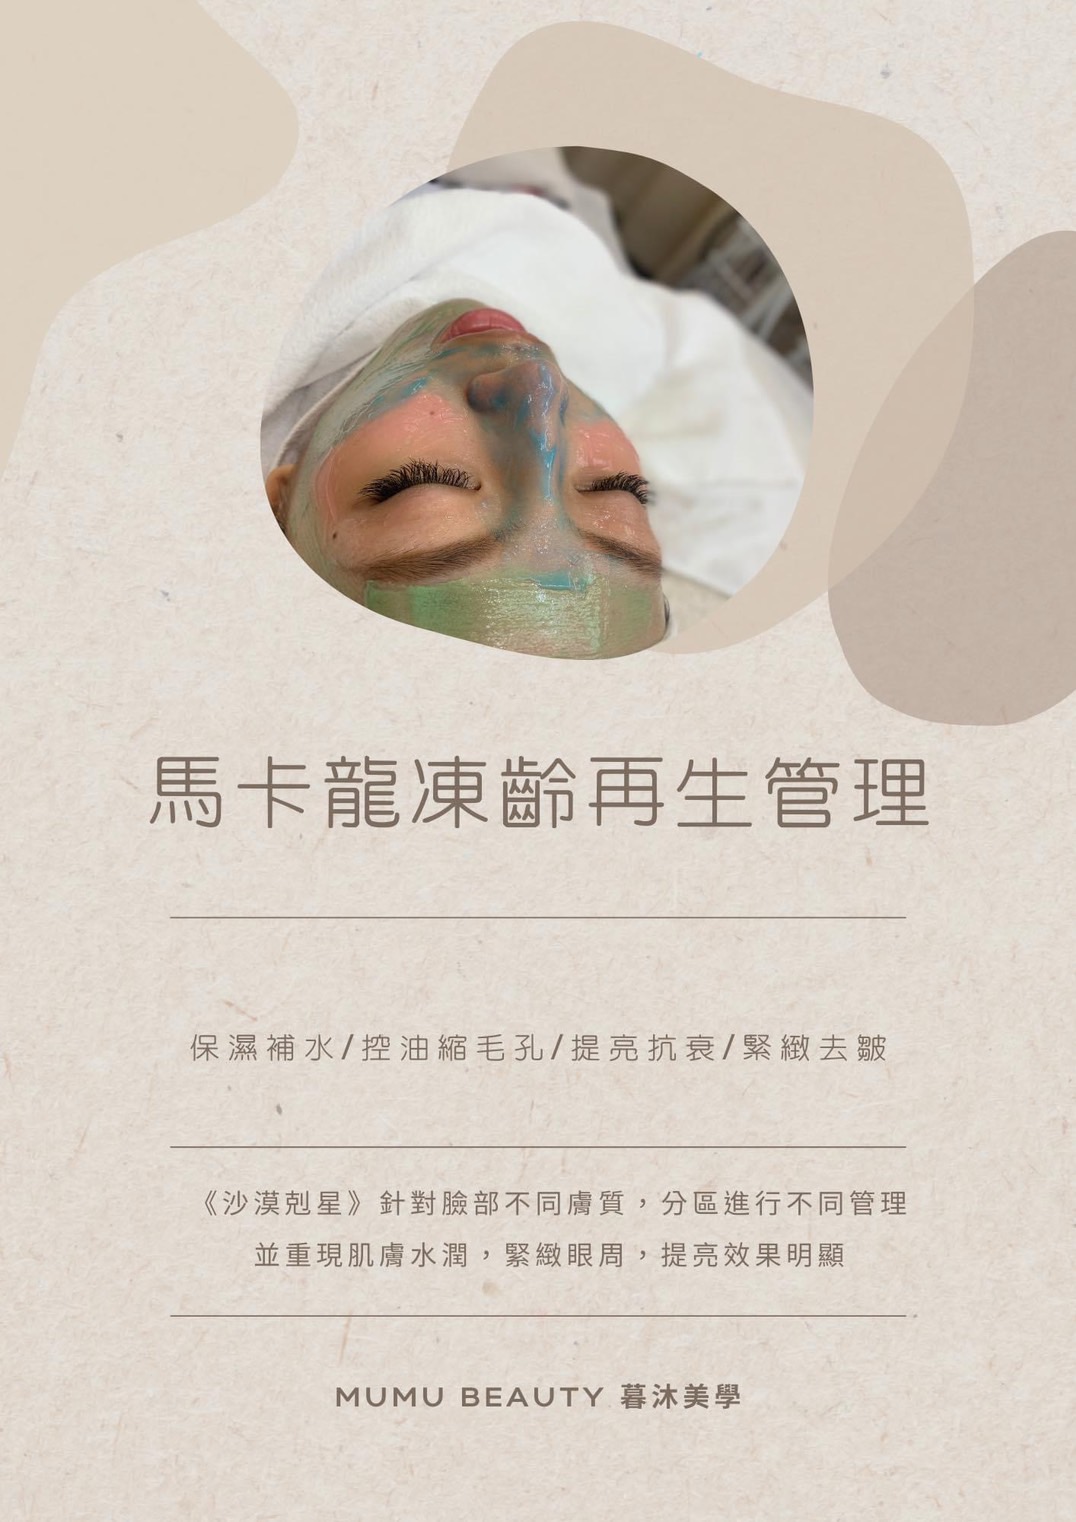 馬卡龍凍齡再生管理
保濕補水/控油縮毛孔/提亮抗衰/緊緻去皺
《沙漠剋星》針對臉部不同膚質，分區進行不同管理
並重現肌膚水潤，緊緻眼周，提亮效果明顯
MUMU BEAUTY 暮沐美學